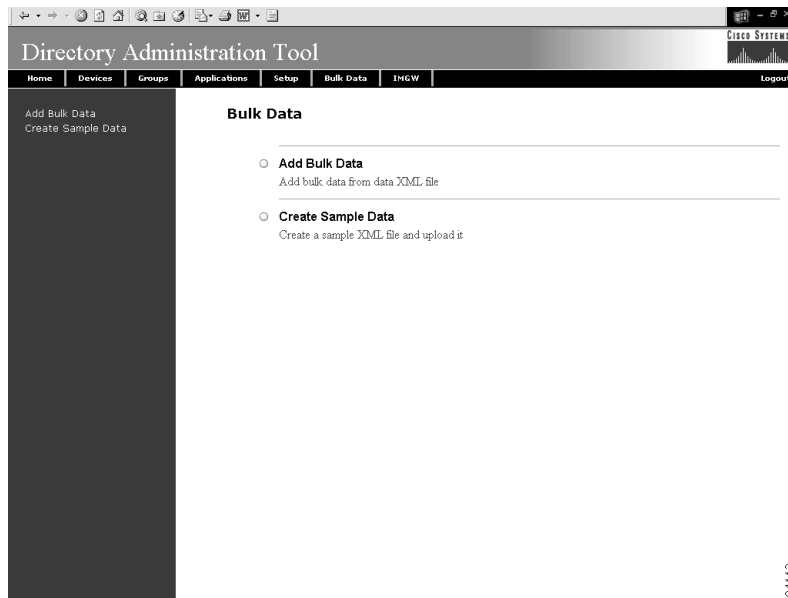 CISCO SYSTEMS
Directory Administration Tool
Home Devices Groups Applications Setup Bulk Data IMGW Logout
Add Bulk Data
Create Sample Data
Bulk Data
Add Bulk Data
Add bulk data from data XML file
Create Sample Data
Create a sample XML file and upload it